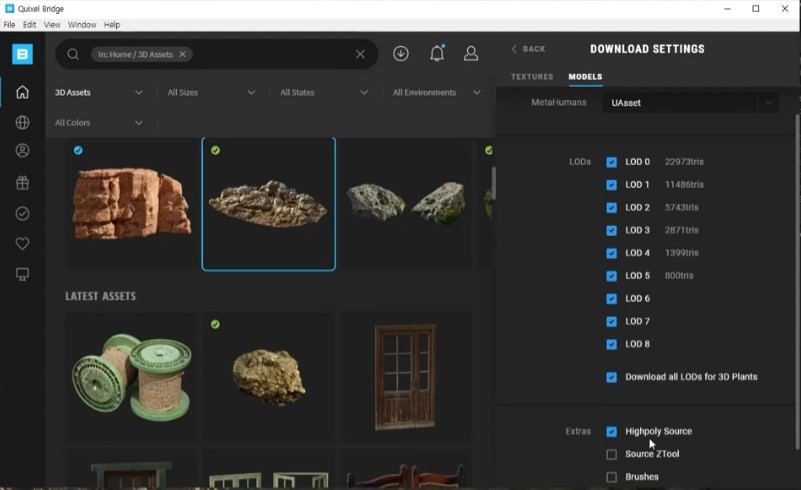 Quixel Bridge
File Edit View Window Help
B
In: Home / 3D Assets
BACK
DOWNLOAD SETTINGS
TEXTURES MODELS
3D Assets All Sizes All States All Environments
All Colors
MetaHumans UAsset
LODs LOD 0 22973tris
LOD 1 11486tris
LOD 2 5743tris
LOD 3 2871tris
LOD 4 1399tris
LOD 5 800tris
LOD 6
LOD 7
LOD 8
Download all LODs for 3D Plants
LATEST ASSETS
Extras Highpoly Source
Source ZTool
Brushes